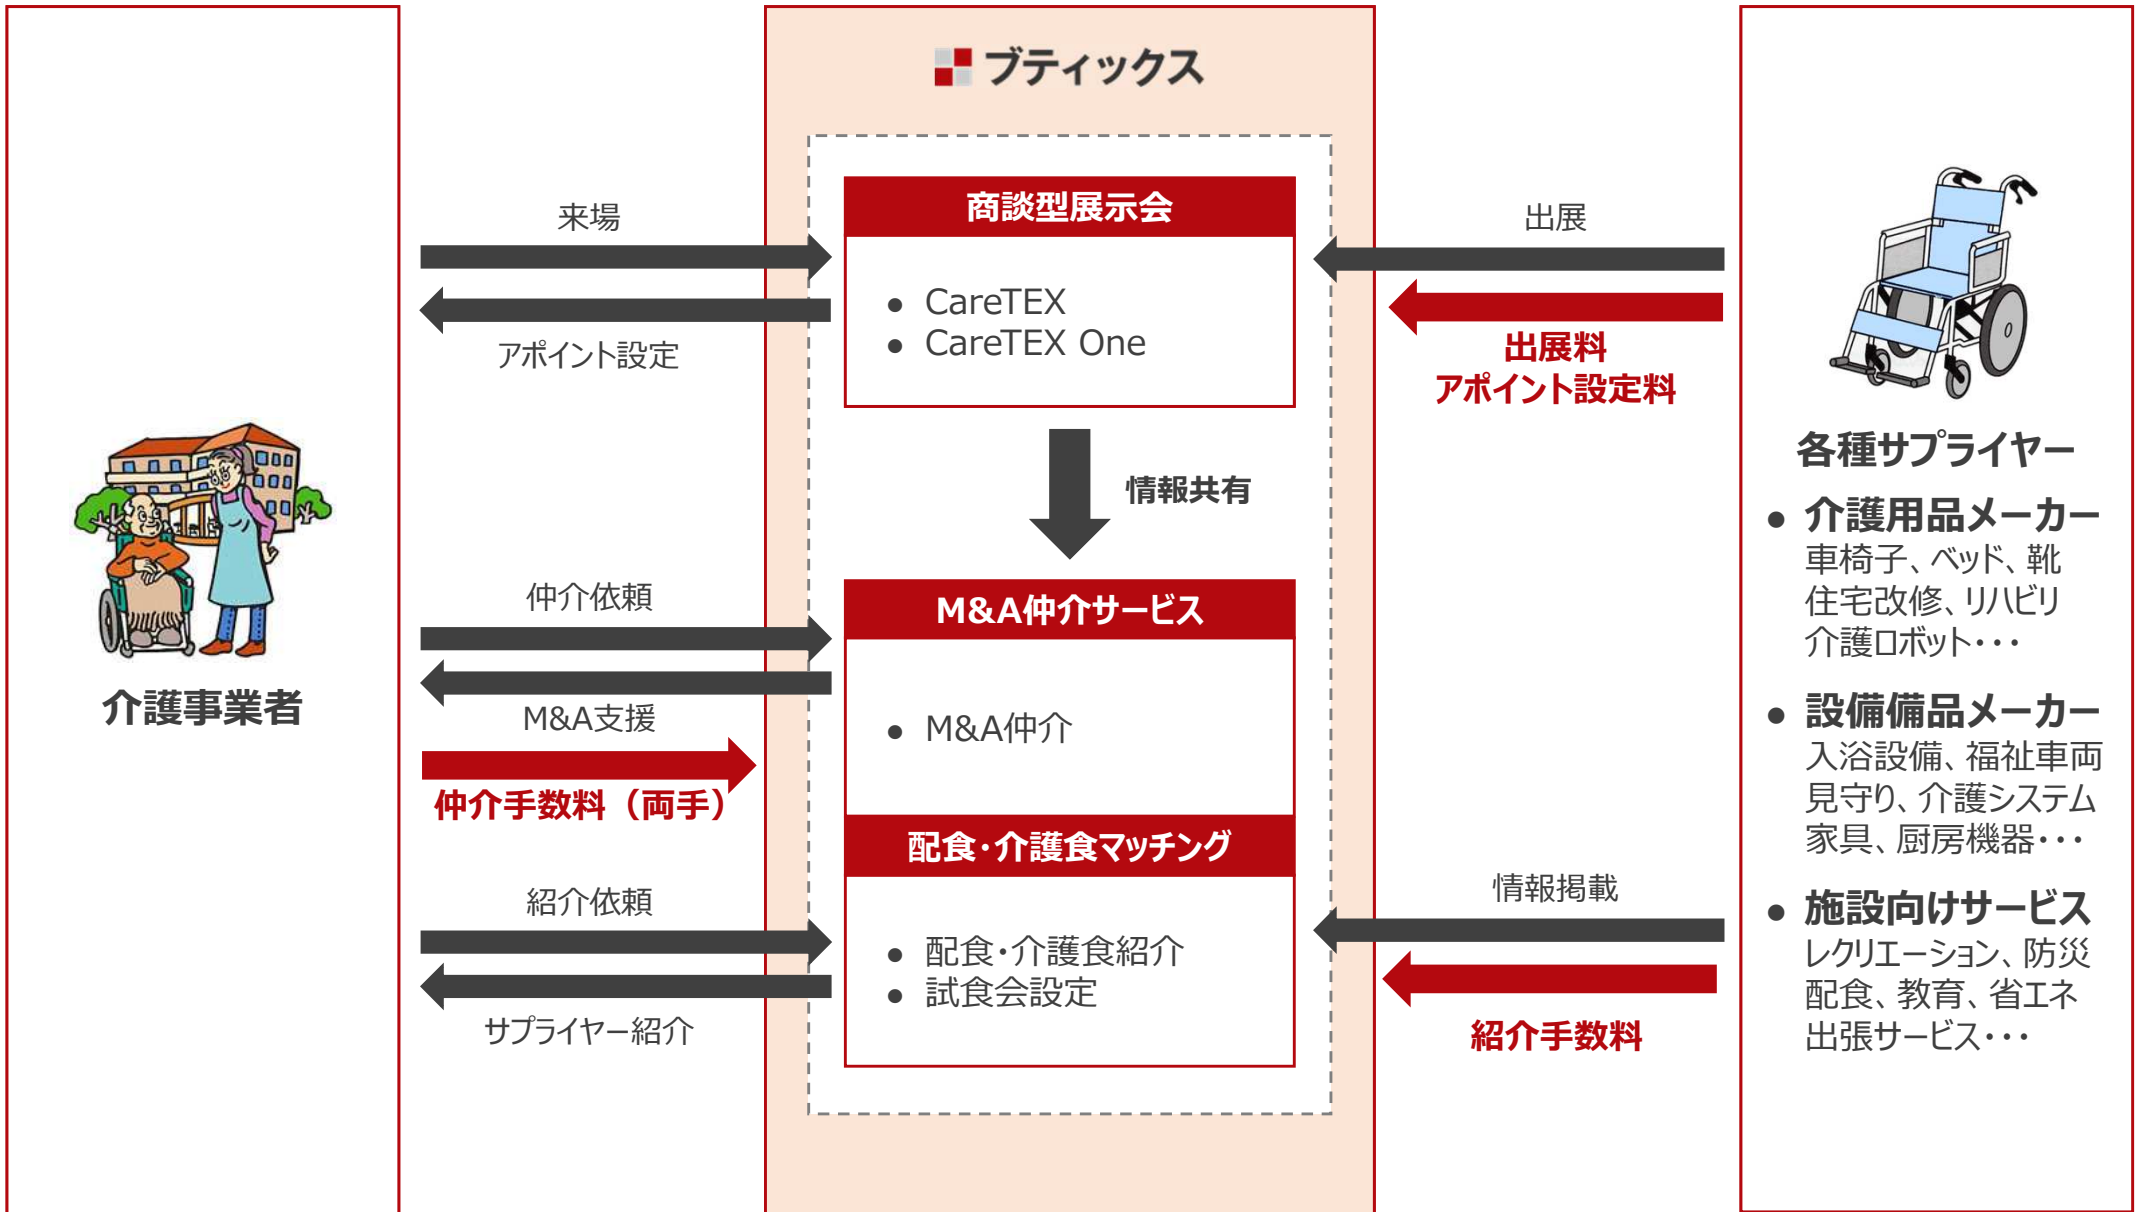 ブティックス
商談型展示会
● CareTEX
● CareTEX One
情報共有
M&A仲介サービス
● M&A仲介
配食・介護食マッチング
● 配食・介護食紹介
● 試食会設定
来場
アポイント設定
仲介依頼
M&A支援
仲介手数料（両手）
紹介依頼
サプライヤー紹介
介護事業者
出展
出展料
アポイント設定料
情報掲載
紹介手数料
各種サプライヤー
● 介護用品メーカー
車椅子、ベッド、靴
住宅改修、リハビリ
介護ロボット・・・
● 設備備品メーカー
入浴設備、福祉車両
見守り、介護システム
家具、厨房機器・・・
● 施設向けサービス
レクリエーション、防災
配食、教育、省エネ
出張サービス・・・